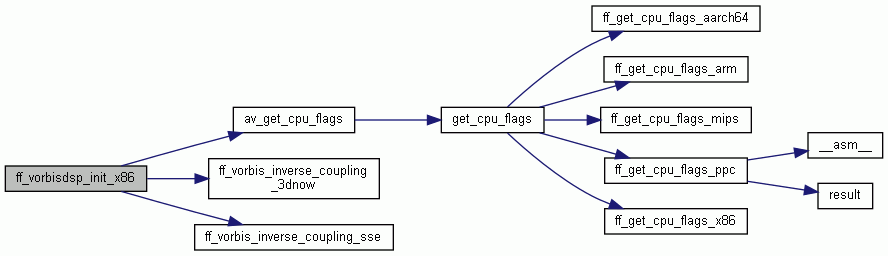 ff_get_cpu_flags_aarch64
ff_get_cpu_flags_arm
av_get_cpu_flags
get_cpu_flags
ff_get_cpu_flags_mips
__asm__
ff_vorbisdsp_init_x86
ff_vorbis_inverse_coupling
_3dnow
ff_get_cpu_flags_ppc
result
ff_vorbis_inverse_coupling_sse
ff_get_cpu_flags_x86